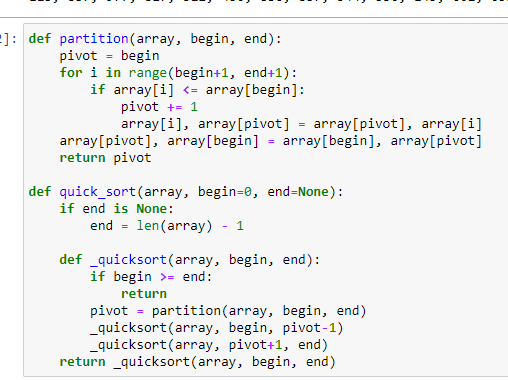 ]: def partition(array, begin, end):
    pivot = begin
    for i in range(begin+1, end+1):
        if array[i] <= array[begin]:
            pivot += 1
            array[i], array[pivot] = array[pivot], array[i]
    array[pivot], array[begin] = array[begin], array[pivot]
    return pivot

def quick_sort(array, begin=0, end=None):
    if end is None:
        end = len(array) - 1

    def _quicksort(array, begin, end):
        if begin >= end:
            return
        pivot = partition(array, begin, end)
        _quicksort(array, begin, pivot-1)
        _quicksort(array, pivot+1, end)
    return _quicksort(array, begin, end)